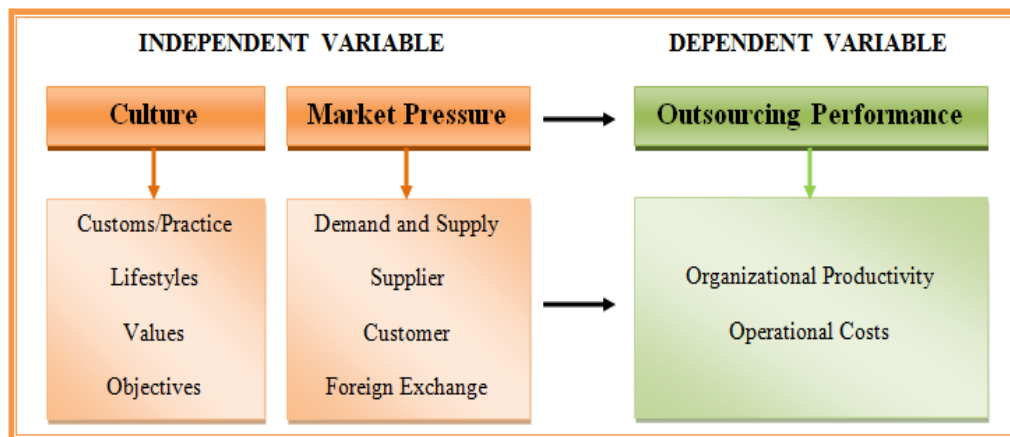 INDEPENDENT VARIABLE
DEPENDENT VARIABLE
Culture
Market Pressure
Outsourcing Performance
Customs/Practice
Lifestyles
Values
Objectives
Demand and Supply
Supplier
Customer
Foreign Exchange
Organizational Productivity
Operational Costs